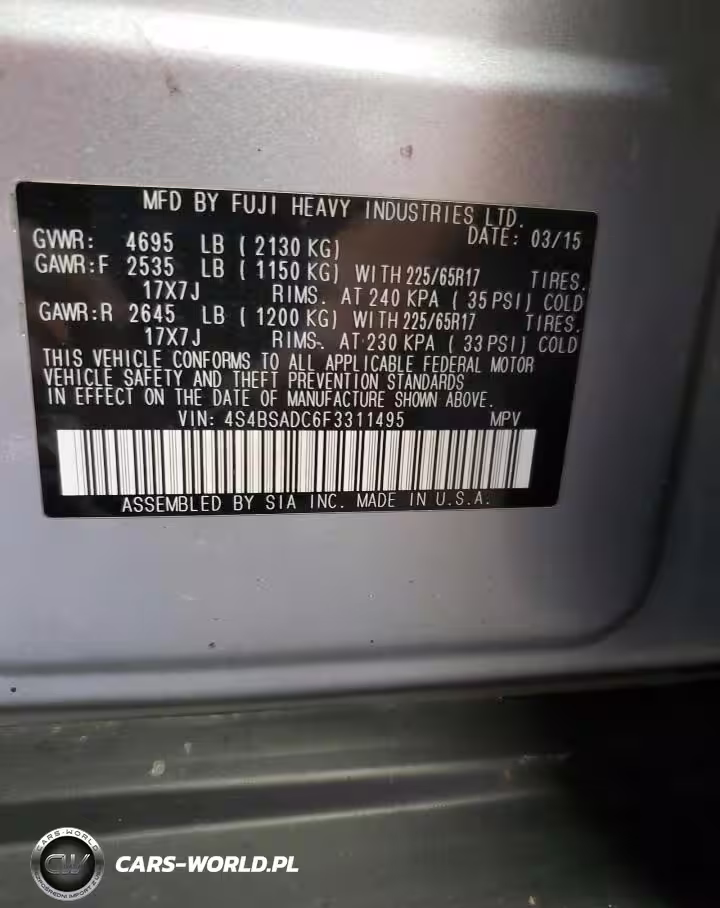 MFD BY FUJI HEAVY INDUSTRIES LTD.
GVWR: 4695 LB ( 2130 KG) DATE: 03/15
GAWR:F 2535 LB ( 1150 KG) WITH 225/65R17 TIRES.
17X7J RIMS. AT 240 KPA ( 35 PSI) COLD
GAWR:R 2645 LB ( 1200 KG) WITH 225/65R17 TIRES.
17X7J RIMS. AT 230 KPA ( 33 PSI) COLD
THIS VEHICLE CONFORMS TO ALL APPLICABLE FEDERAL MOTOR
VEHICLE SAFETY AND THEFT PREVENTION STANDARDS
IN EFFECT ON THE DATE OF MANUFACTURE SHOWN ABOVE.
VIN: 4S4BSADC6F3311495 MPV
ASSEMBLED BY SIA INC. MADE IN U.S.A.
CARS-WORLD
CW
CARS-WORLD.PL